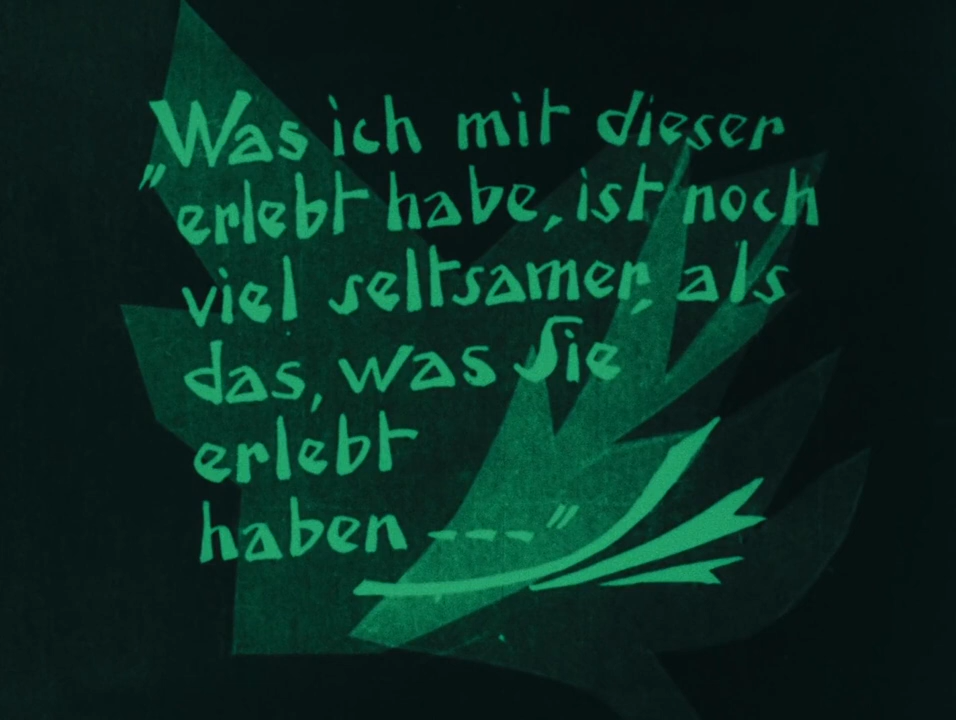 „Was ich mit dieser
erlebt habe, ist noch
viel seltsamer, als
das, was Sie
erlebt
haben ----"